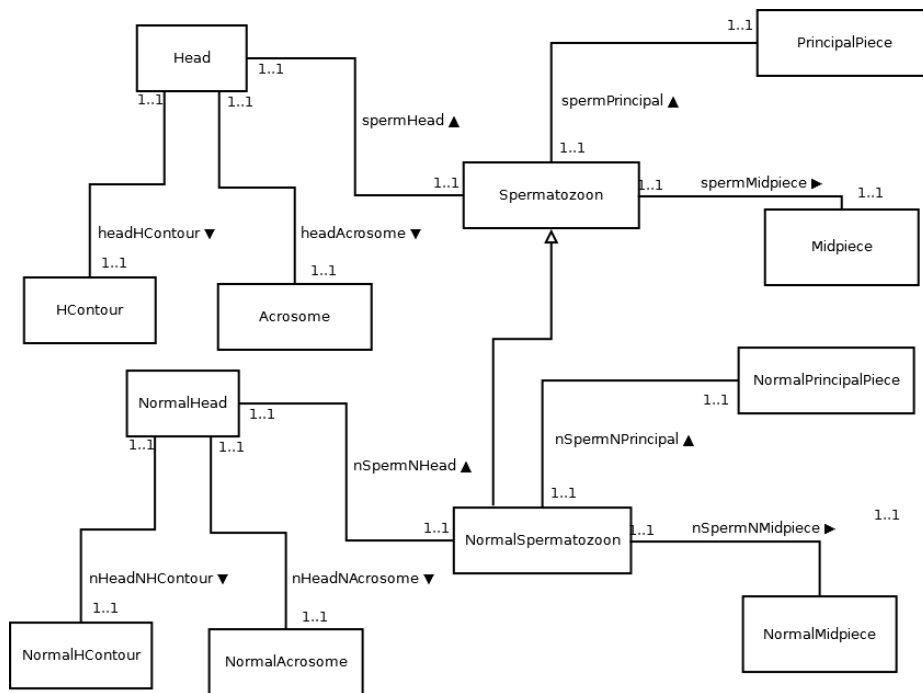 1..1
PrincipalPiece
Head
1..1
1..1
1..1
spermHead ▲
spermPrincipal ▲
1..1
1..1
Spermatozoon
1..1
spermMidpiece ▶
1..1
headHContour ▼
headAcrosome ▼
Midpiece
1..1
1..1
HContour
Acrosome
NormalPrincipalPiece
NormalHead
1..1
1..1
1..1
1..1
nSpermNHead ▲
nSpermNPrincipal ▲
1..1
1..1
1..1
NormalSpermatozoon
1..1
nSpermNMidpiece ▶
nHeadNHContour ▼
nHeadNAcrosome ▼
1..1
1..1
NormalHContour
NormalAcrosome
NormalMidpiece